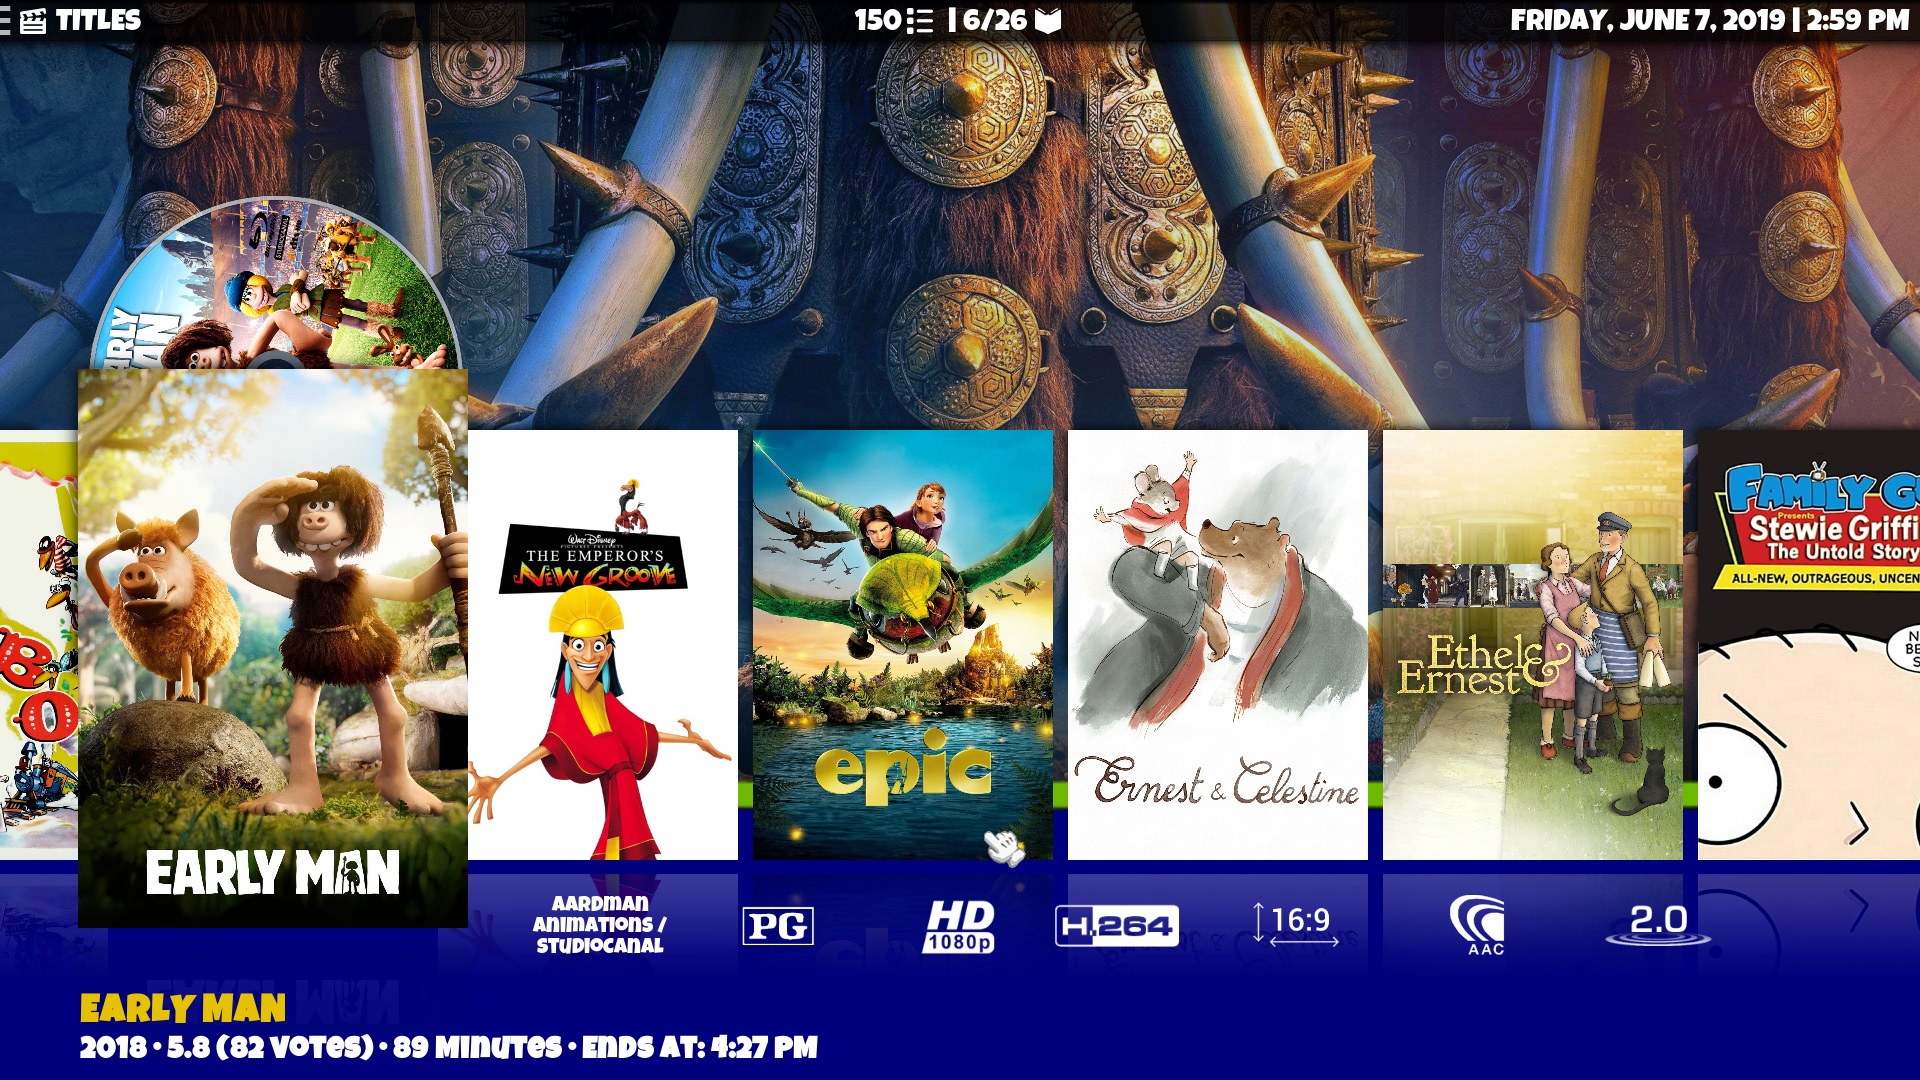 TITLES
150 | 6/26
FRIDAY, JUNE 7, 2019 | 2:59 PM
EARLY MAN
WALT DISNEY
PICTURES PRESENTS
THE EMPEROR'S
NEW GROOVE
epic
Ernest & Celestine
Ethel &
Ernest
FAMILY G
Presents
Stewie Griffi
The Untold Story
ALL-NEW, OUTRAGEOUS, UNCEN
N
BE
S
B
O
AARDMAN
ANIMATIONS /
STUDIOCANAL
PG
HD
1080p
H.264
16:9
AAC
2.0
EARLY MAN
2018 • 5.8 (82 VOTES) • 89 MINUTES • ENDS AT: 4:27 PM